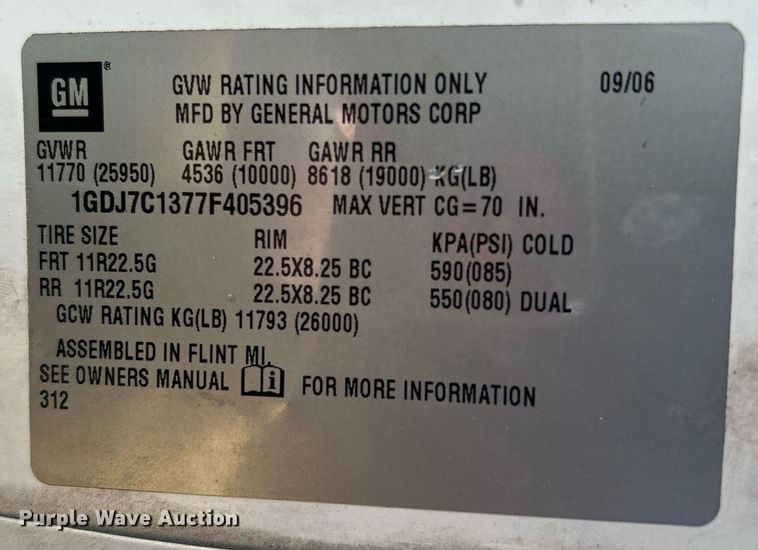 GM® GVW RATING INFORMATION ONLY 09/06
MFD BY GENERAL MOTORS CORP
GVWR GAWR FRT GAWR RR
11770 (25950) 4536 (10000) 8618 (19000) KG(LB)
1GDJ7C1377F405396 MAX VERT CG=70 IN.
TIRE SIZE RIM KPA(PSI) COLD
FRT 11R22.5G 22.5X8.25 BC 590(085)
RR 11R22.5G 22.5X8.25 BC 550(080) DUAL
GCW RATING KG(LB) 11793 (26000)
ASSEMBLED IN FLINT MI.
SEE OWNERS MANUAL i FOR MORE INFORMATION
312
Purple Wave Auction